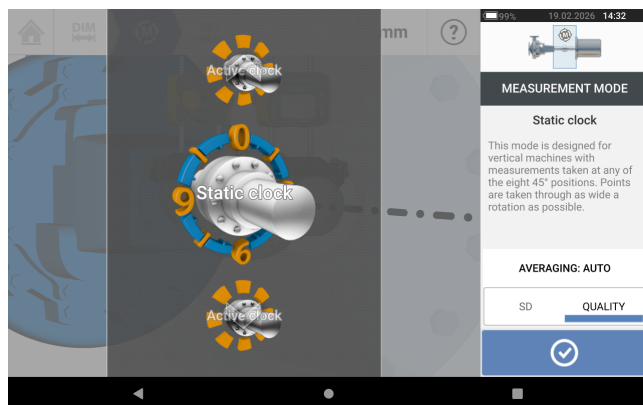 99%
19.02.2026
14:32
DIM
mm
?
Active clock
Static clock
0
9
6
Active clock
MEASUREMENT MODE
Static clock
This mode is designed for
vertical machines with
measurements taken at any of
the eight 45° positions. Points
are taken through as wide a
rotation as possible.
AVERAGING: AUTO
SD
QUALITY